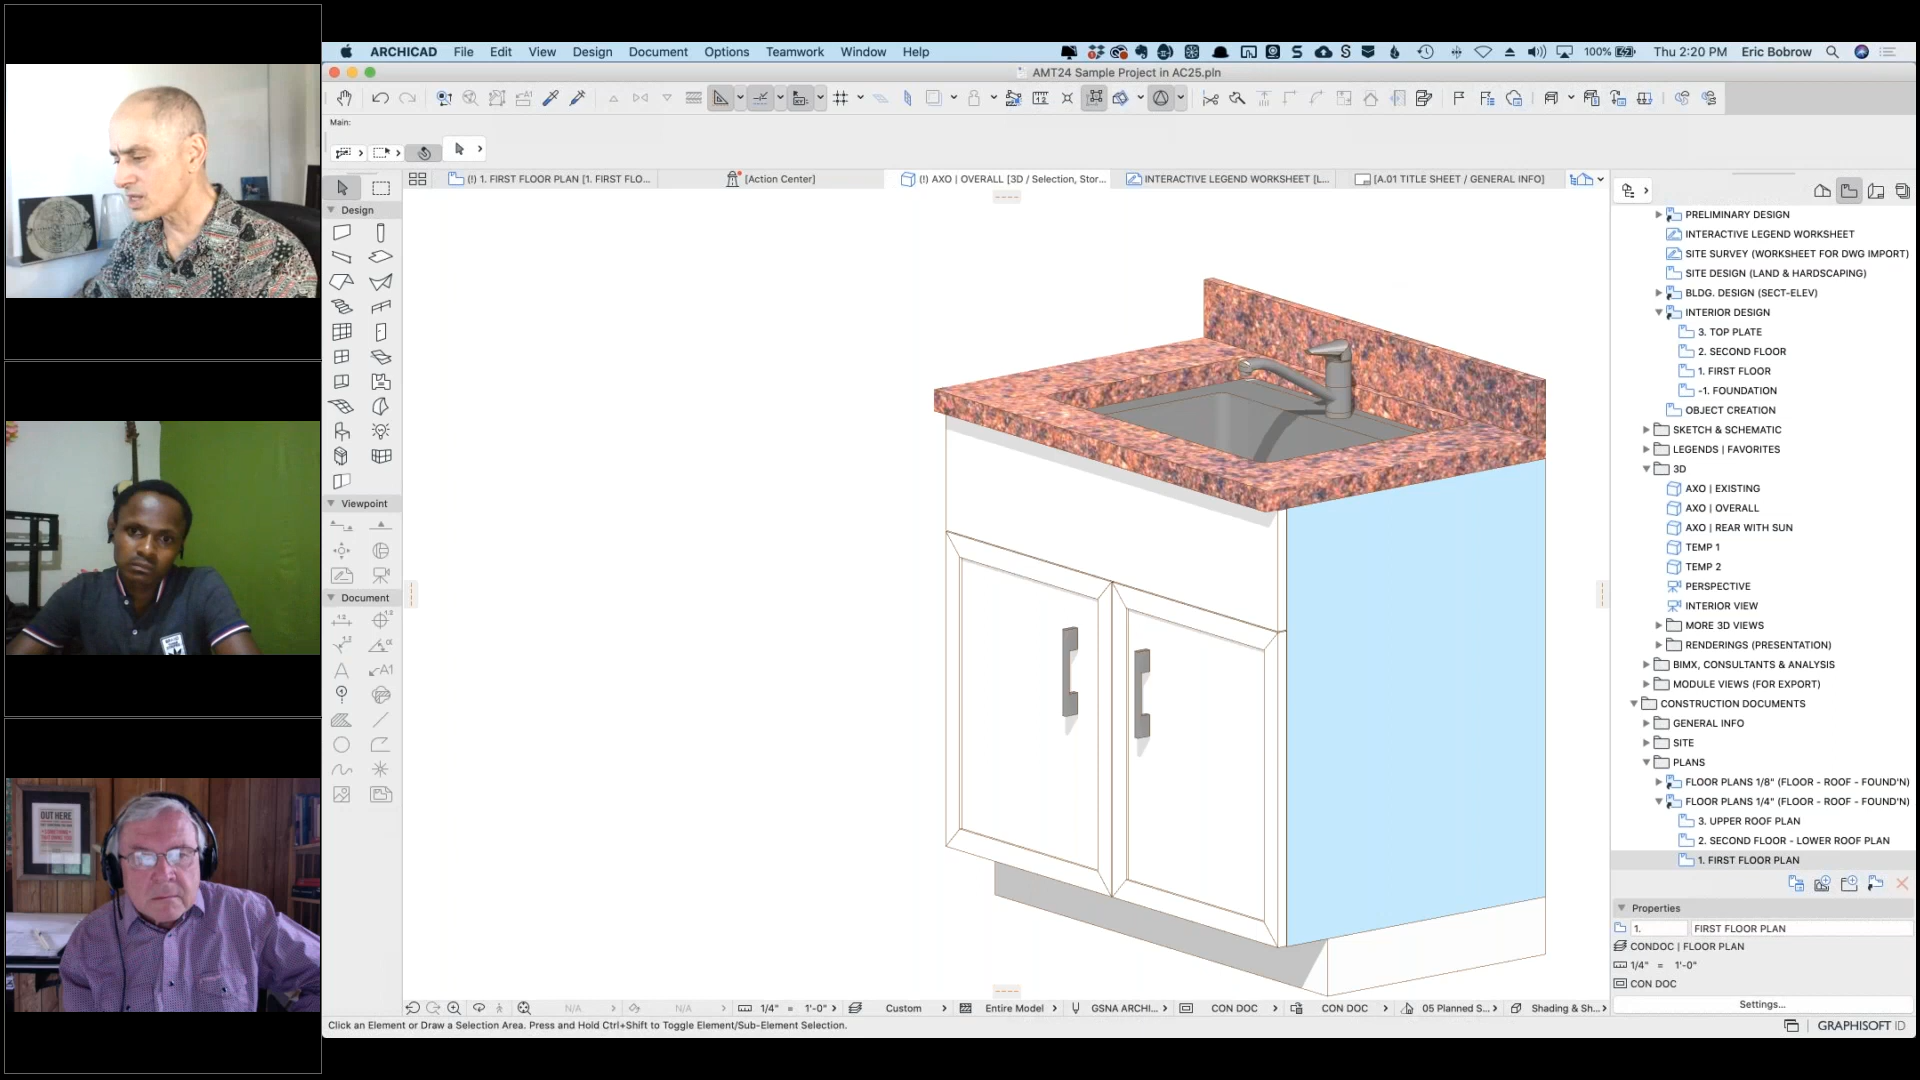 ARCHICAD File Edit View Design Document Options Teamwork Window Help 100% Thu 2:20 PM Eric Bobrow
AMT24 Sample Project in AC25.pln
Main:
(!) 1. FIRST FLOOR PLAN [1. FIRST FLO... [Action Center] (!) AXO | OVERALL [3D / Selection, Stor... INTERACTIVE LEGEND WORKSHEET [L... [A.01 TITLE SHEET / GENERAL INFO]
Design
Viewpoint
Document
PRELIMINARY DESIGN
INTERACTIVE LEGEND WORKSHEET
SITE SURVEY (WORKSHEET FOR DWG IMPORT)
SITE DESIGN (LAND & HARDSCAPING)
BLDG. DESIGN (SECT-ELEV)
INTERIOR DESIGN
3. TOP PLATE
2. SECOND FLOOR
1. FIRST FLOOR
-1. FOUNDATION
OBJECT CREATION
SKETCH & SCHEMATIC
LEGENDS | FAVORITES
3D
AXO | EXISTING
AXO | OVERALL
AXO | REAR WITH SUN
TEMP 1
TEMP 2
PERSPECTIVE
INTERIOR VIEW
MORE 3D VIEWS
RENDERINGS (PRESENTATION)
BIMX, CONSULTANTS & ANALYSIS
MODULE VIEWS (FOR EXPORT)
CONSTRUCTION DOCUMENTS
GENERAL INFO
SITE
PLANS
FLOOR PLANS 1/8" (FLOOR - ROOF - FOUND'N)
FLOOR PLANS 1/4" (FLOOR - ROOF - FOUND'N)
3. UPPER ROOF PLAN
2. SECOND FLOOR - LOWER ROOF PLAN
1. FIRST FLOOR PLAN
Properties
1. FIRST FLOOR PLAN
CONDOC | FLOOR PLAN
1/4" = 1'-0"
CON DOC
Settings...
N/A N/A 1/4" = 1'-0" Custom Entire Model GSNA ARCHI... CON DOC CON DOC 05 Planned S... Shading & Sh...
Click an Element or Draw a Selection Area. Press and Hold Ctrl+Shift to Toggle Element/Sub-Element Selection.
GRAPHISOFT ID
OUT HERE